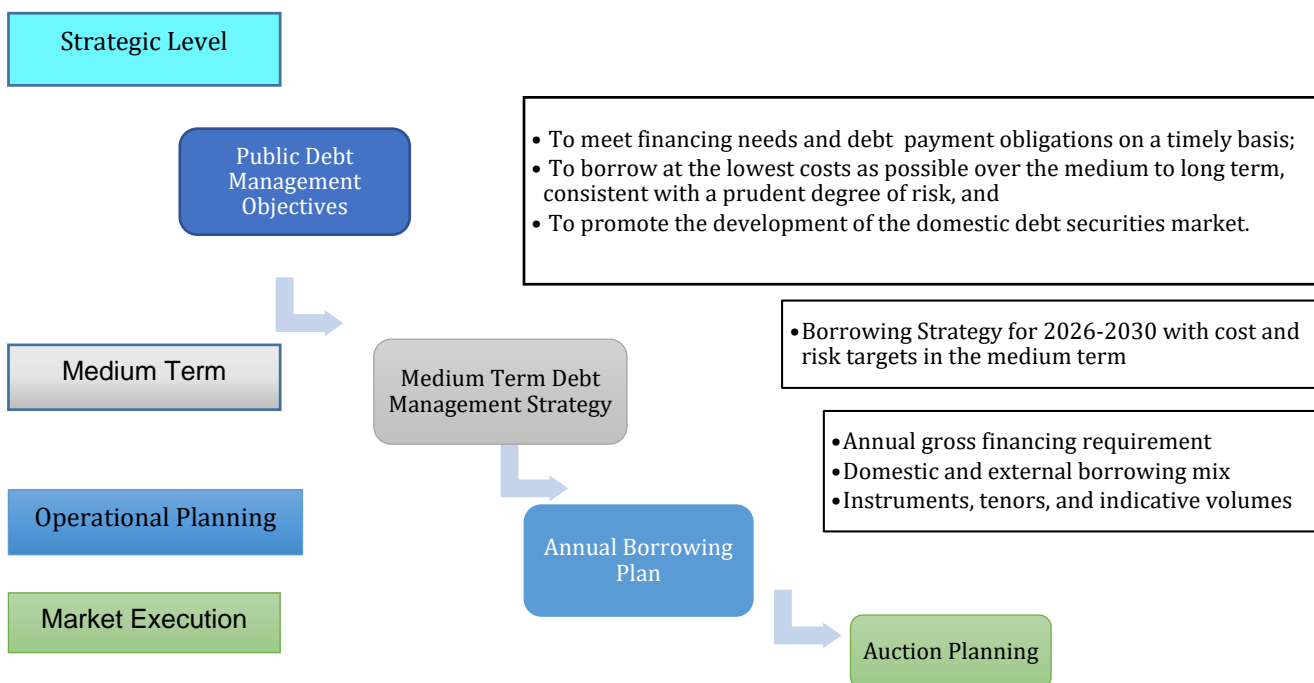 Strategic Level
Public Debt
Management
Objectives
• To meet financing needs and debt payment obligations on a timely basis;
• To borrow at the lowest costs as possible over the medium to long term,
consistent with a prudent degree of risk, and
• To promote the development of the domestic debt securities market.
• Borrowing Strategy for 2026-2030 with cost and
risk targets in the medium term
Medium Term
Medium Term Debt
Management Strategy
• Annual gross financing requirement
• Domestic and external borrowing mix
• Instruments, tenors, and indicative volumes
Operational Planning
Annual Borrowing
Plan
Market Execution
Auction Planning